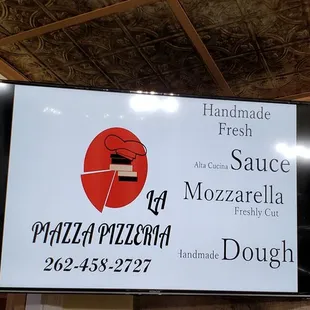 LA
PIAZZA PIZZERIA
262-458-2727
Handmade
Fresh
Alta Cucina Sauce
Mozzarella
Freshly Cut
Handmade Dough